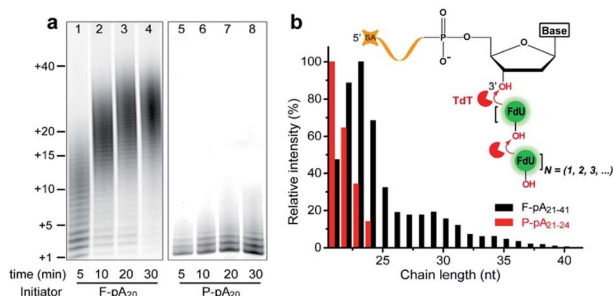 a
1 2 3 4 5 6 7 8
+40
+20
+15
+10
+5
+1
time (min) 5 10 20 30 5 10 20 30
Initiator F-pA20 P-pA20
b
5' SA O P O O⁻ O Base
3' OH
TdT
FdU
OH
FdU
OH
N = (1, 2, 3, ...)
Relative intensity (%)
100
80
60
40
20
0
F-pA21-41
P-pA21-24
25 30 35 40
Chain length (nt)